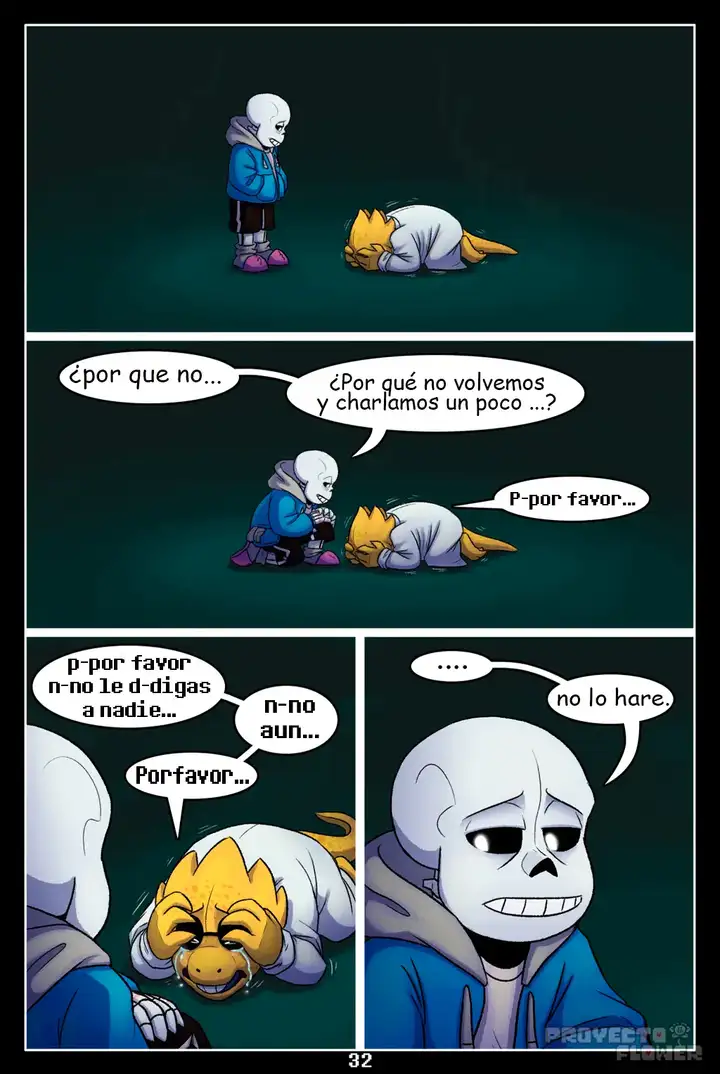 ¿por que no...
¿Por qué no volvemos
y charlamos un poco ...?
P-por favor...
p-por favor
n-no le d-digas
a nadie...
n-no
aun...
Porfavor...
....
no lo hare.
PROYECTO
FLOWER
32